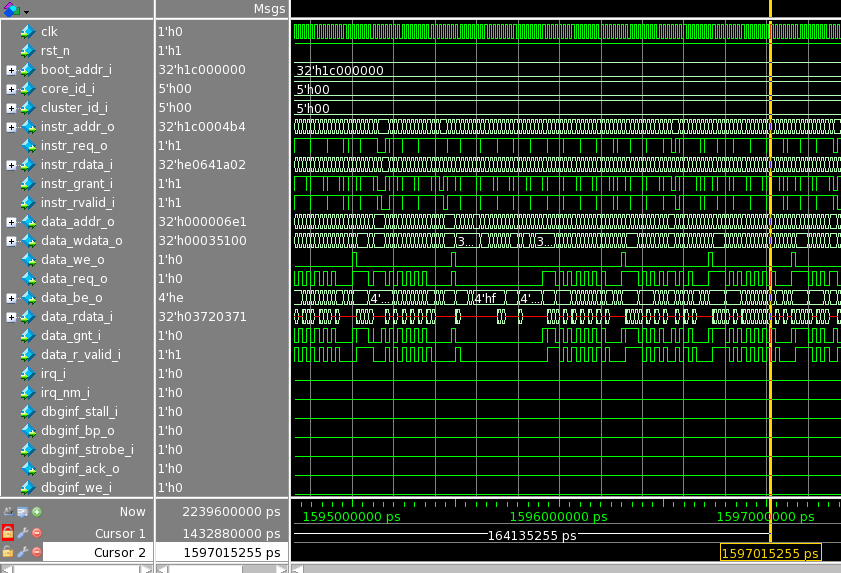 Msgs
clk 1'h0
rst_n 1'h1
boot_addr_i 32'h1c000000 32'h1c000000
core_id_i 5'h00 5'h00
cluster_id_i 5'h00 5'h00
instr_addr_o 32'h1c0004b4
instr_req_o 1'h1
instr_rdata_i 32'he0641a02
instr_grant_i 1'h1
instr_rvalid_i 1'h1
data_addr_o 32'h000006e1
data_wdata_o 32'h00035100 3... 3...
data_we_o 1'h0
data_req_o 1'h0
data_be_o 4'he 4'... 4'hf 4'...
data_rdata_i 32'h03720371
data_gnt_i 1'h0
data_r_valid_i 1'h1
irq_i 1'h0
irq_nm_i 1'h0
dbginf_stall_i 1'h0
dbginf_bp_o 1'h0
dbginf_strobe_i 1'h0
dbginf_ack_o 1'h0
dbginf_we_i 1'h0
Now 2239600000 ps 1595000000 ps 1596000000 ps 1597000000 ps
Cursor 1 1432880000 ps 164135255 ps
Cursor 2 1597015255 ps 1597015255 ps